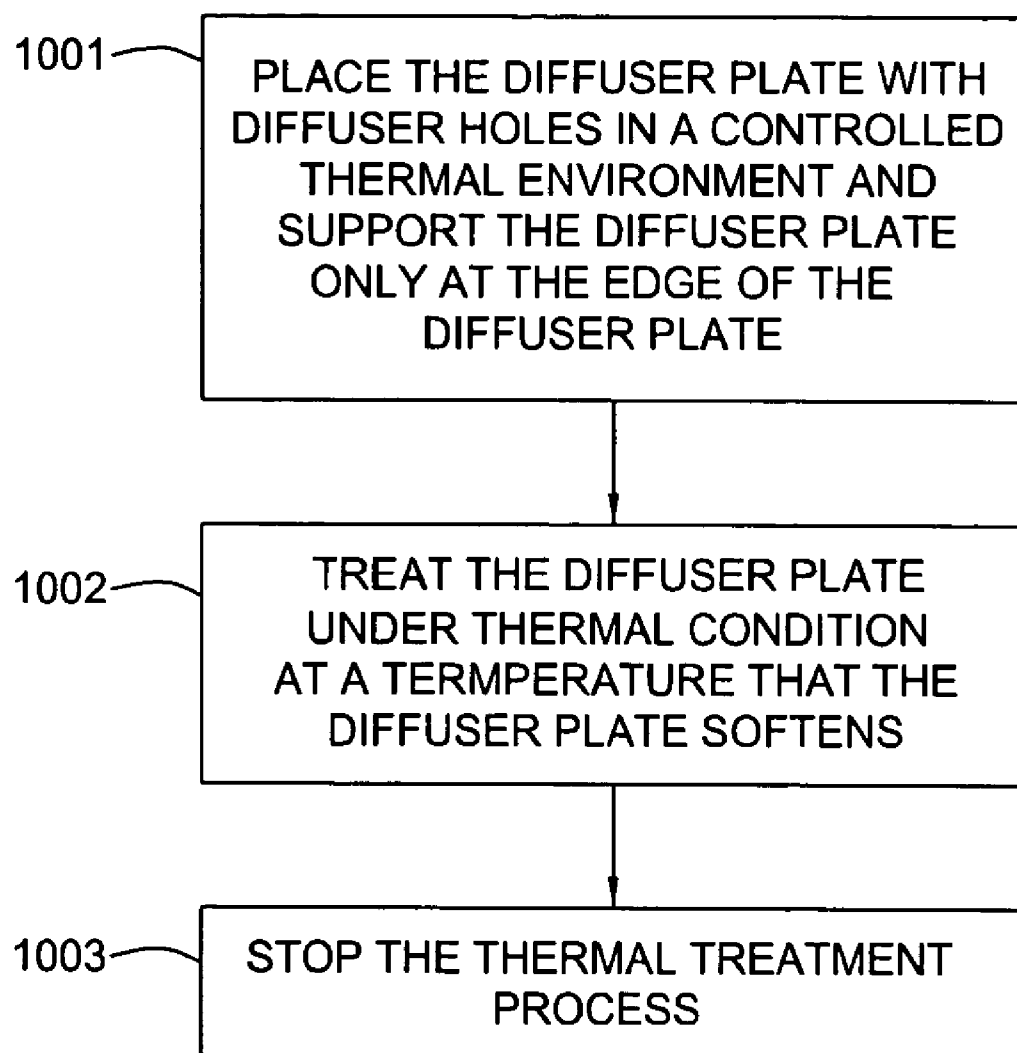 1001
PLACE THE DIFFUSER PLATE WITH
DIFFUSER HOLES IN A CONTROLLED
THERMAL ENVIRONMENT AND
SUPPORT THE DIFFUSER PLATE
ONLY AT THE EDGE OF THE
DIFFUSER PLATE
1002
TREAT THE DIFFUSER PLATE
UNDER THERMAL CONDITION
AT A TERMPERATURE THAT THE
DIFFUSER PLATE SOFTENS
1003
STOP THE THERMAL TREATMENT
PROCESS